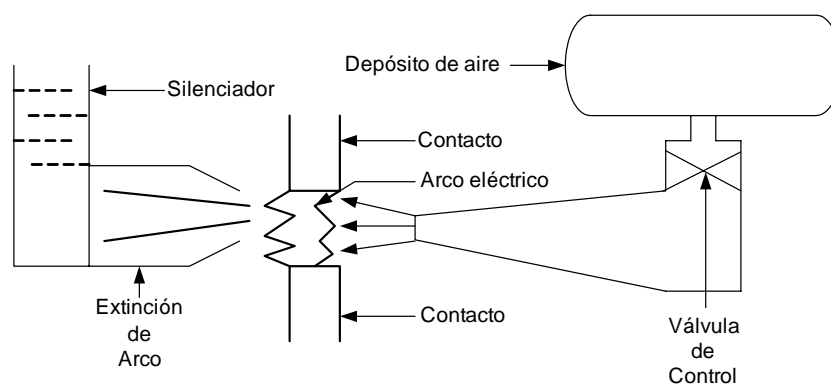 Depósito de aire
Silenciador
Contacto
Arco eléctrico
Extinción
de
Arco
Contacto
Válvula
de
Control